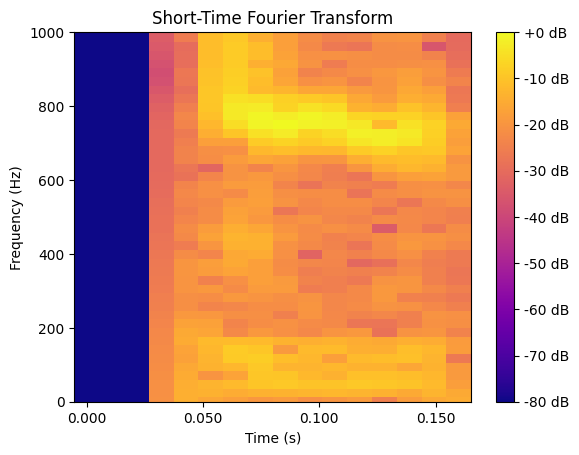 Short-Time Fourier Transform
1000
800
600
400
200
0
Frequency (Hz)
0.000
0.050
0.100
0.150
Time (s)
+0 dB
-10 dB
-20 dB
-30 dB
-40 dB
-50 dB
-60 dB
-70 dB
-80 dB